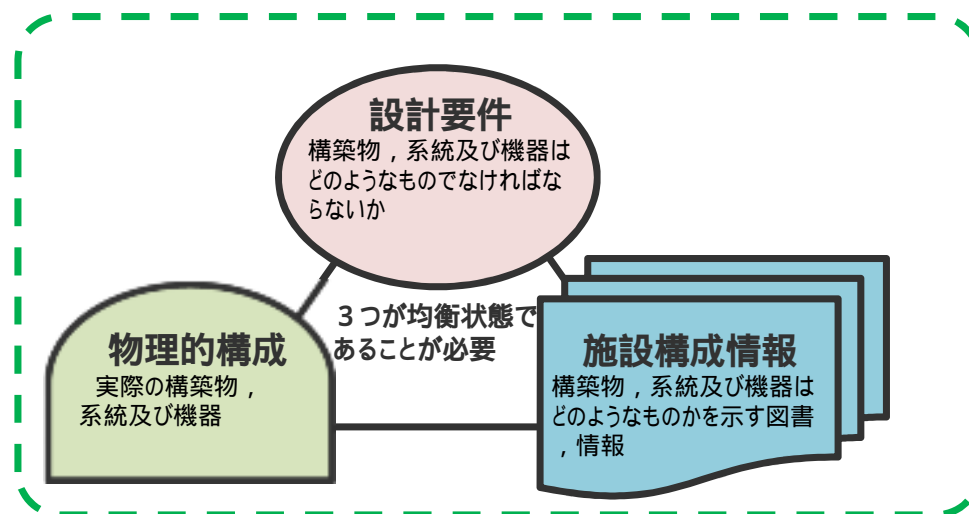 設計要件
構築物，系統及び機器は
どのようなものでなければな
らないか
３つが均衡状態で
あることが必要
物理的構成
実際の構築物，
系統及び機器
施設構成情報
構築物，系統及び機器は
どのようなものかを示す図書
，情報